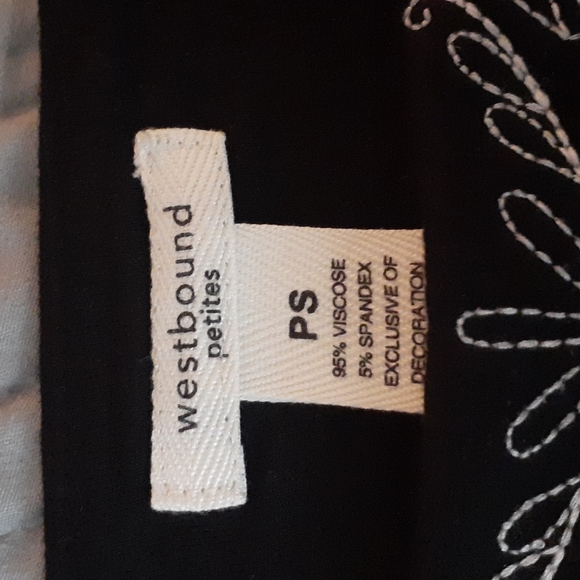 westbound
petites
PS
95% VISCOSE
5% SPANDEX
EXCLUSIVE OF
DECORATION